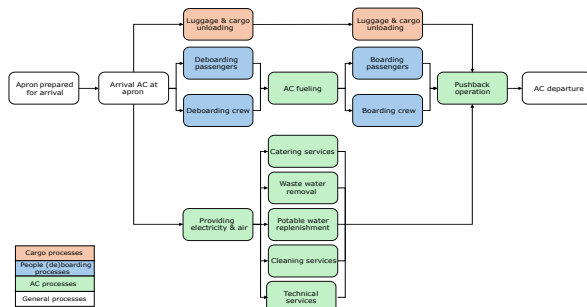 Luggage & cargo
unloading
Luggage & cargo
unloading
Deboarding
passengers
Boarding
passengers
Apron prepared
for arrival
Arrival AC at
apron
AC fueling
Pushback
operation
AC departure
Deboarding crew
Boarding crew
Catering services
Waste water
removal
Providing
electricity & air
Potable water
replenishment
Cleaning services
Technical
services
Cargo processes
People (de)boarding
processes
AC processes
General processes